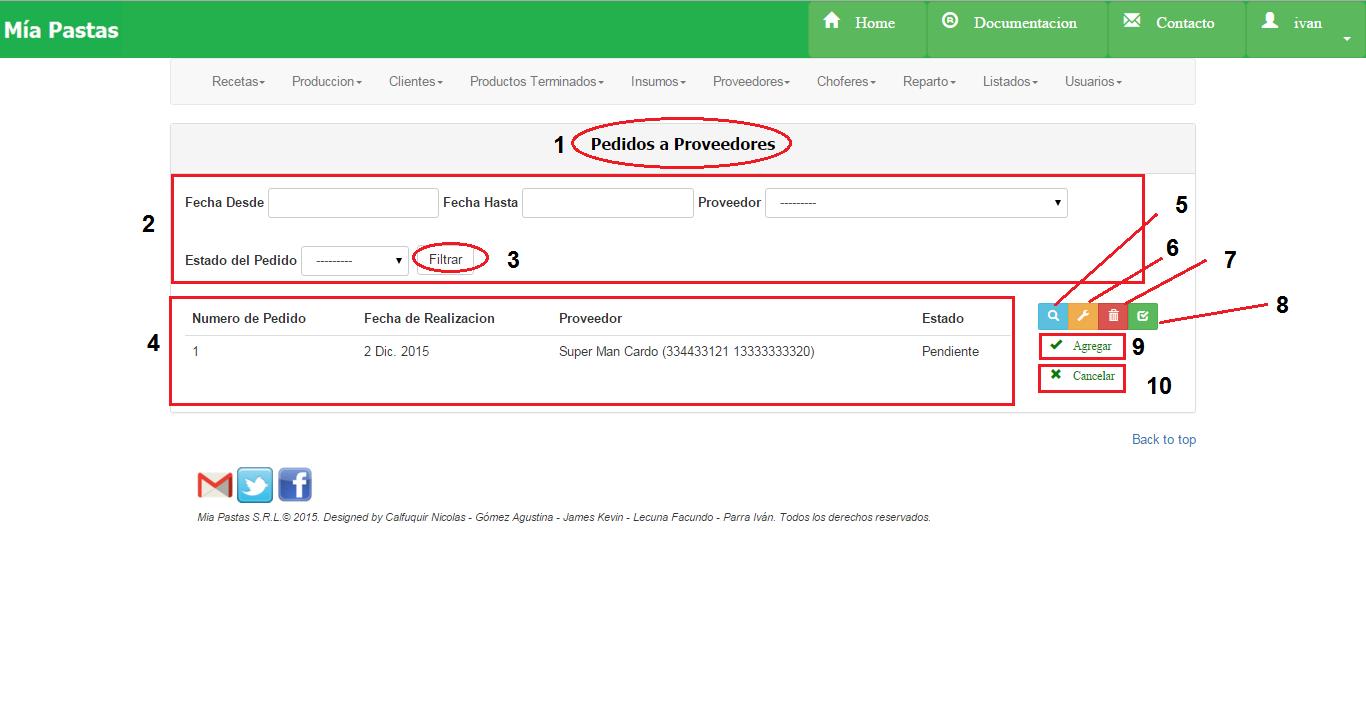 Mía Pastas Home Documentacion Contacto ivan
Recetas Produccion Clientes Productos Terminados Insumos Proveedores Choferes Reparto Listados Usuarios
1 Pedidos a Proveedores
2 Fecha Desde Fecha Hasta Proveedor --------- 5
Estado del Pedido --------- Filtrar 3 6 7
4 Numero de Pedido Fecha de Realizacion Proveedor Estado 8
1 2 Dic. 2015 Super Man Cardo (334433121 13333333320) Pendiente Agregar 9
Cancelar 10
Back to top
Mia Pastas S.R.L.© 2015. Designed by Calfuquir Nicolas - Gómez Agustina - James Kevin - Lecuna Facundo - Parra Iván. Todos los derechos reservados.